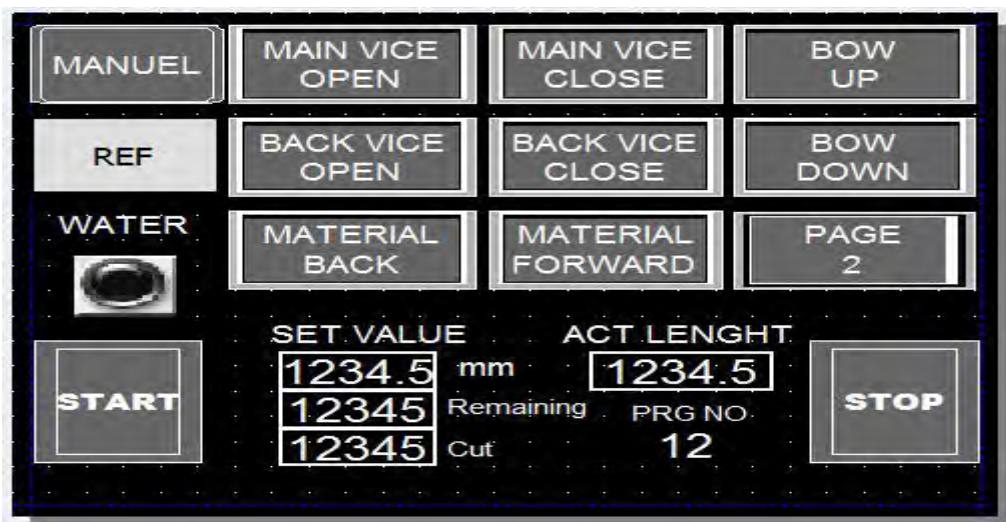 MANUEL
MAIN VICE
OPEN
MAIN VICE
CLOSE
BOW
UP
REF
BACK VICE
OPEN
BACK VICE
CLOSE
BOW
DOWN
WATER
MATERIAL
BACK
MATERIAL
FORWARD
PAGE
2
SET VALUE
ACT LENGHT
1234.5 mm
1234.5
START
12345 Remaining
PRG NO
STOP
12345 Cut
12